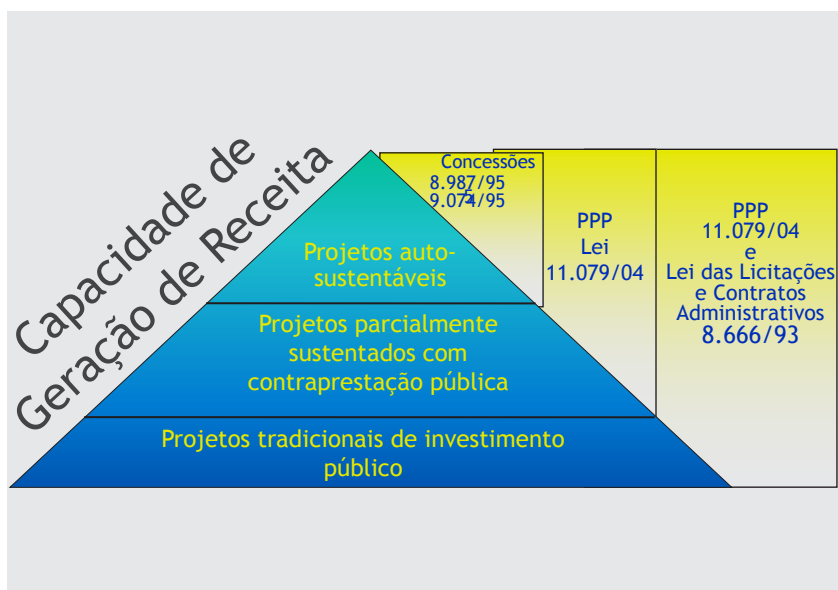 Capacidade de
Geração de Receita
Projetos auto-
sustentáveis
Projetos parcialmente
sustentados com
contraprestação pública
Projetos tradicionais de investimento
público
Concessões
8.987/95
5
9.074/95
PPP
Lei
11.079/04
PPP
11.079/04
e
Lei das Licitações
e Contratos
Administrativos
8.666/93